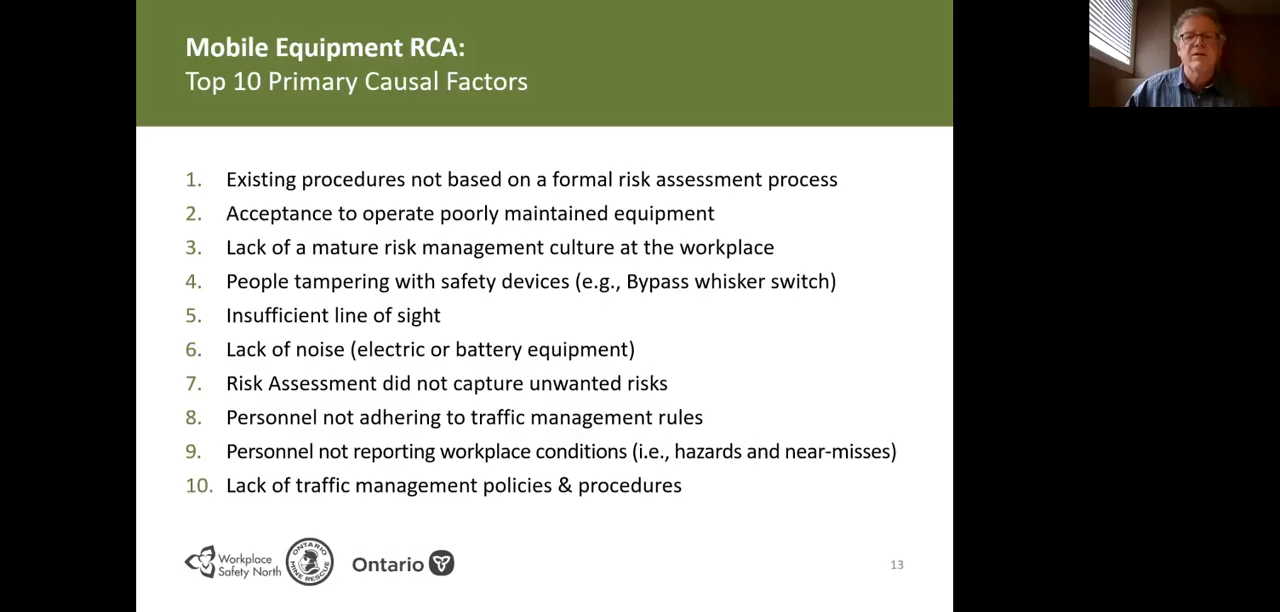 Mobile Equipment RCA:
Top 10 Primary Causal Factors
1. Existing procedures not based on a formal risk assessment process
2. Acceptance to operate poorly maintained equipment
3. Lack of a mature risk management culture at the workplace
4. People tampering with safety devices (e.g., Bypass whisker switch)
5. Insufficient line of sight
6. Lack of noise (electric or battery equipment)
7. Risk Assessment did not capture unwanted risks
8. Personnel not adhering to traffic management rules
9. Personnel not reporting workplace conditions (i.e., hazards and near-misses)
10. Lack of traffic management policies & procedures
Workplace
Safety North
ONTARIO
MINE RESCUE
Ontario
13